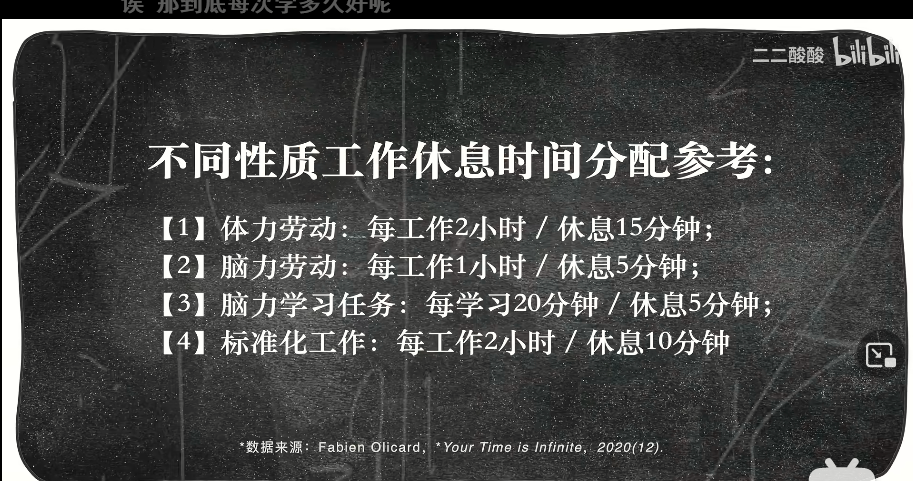 诶 那到底每次学多久好呢
二二酸酸 bilibili
不同性质工作休息时间分配参考：
【1】体力劳动：每工作2小时 / 休息15分钟；
【2】脑力劳动：每工作1小时 / 休息5分钟；
【3】脑力学习任务：每学习20分钟 / 休息5分钟；
【4】标准化工作：每工作2小时 / 休息10分钟
*数据来源：Fabien Olicard，*Your Time is Infinite，2020(12).